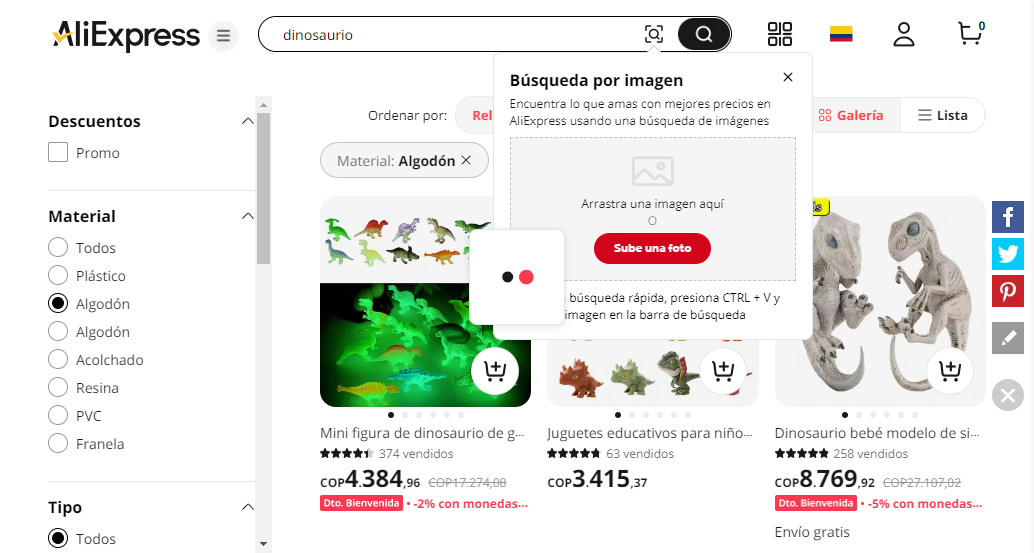 AliExpress
dinosaurio
0
Búsqueda por imagen
Encuentra lo que amas con mejores precios en
AliExpress usando una búsqueda de imágenes
Arrastra una imagen aquí
O
Sube una foto
búsqueda rápida, presiona CTRL + V y
imagen en la barra de búsqueda
Descuentos
Promo
Material
Todos
Plástico
Algodón
Algodón
Acolchado
Resina
PVC
Franela
Tipo
Todos
Ordenar por:
Galería
Lista
Material: Algodón
Mini figura de dinosaurio de g...
374 vendidos
COP4.384,96 COP17.274,08
Dto. Bienvenida • -2% con monedas...
Juguetes educativos para niño...
63 vendidos
COP3.415,37
Dinosaurio bebé modelo de si...
258 vendidos
COP8.769,92 COP27.107,02
Dto. Bienvenida • -5% con monedas...
Envío gratis